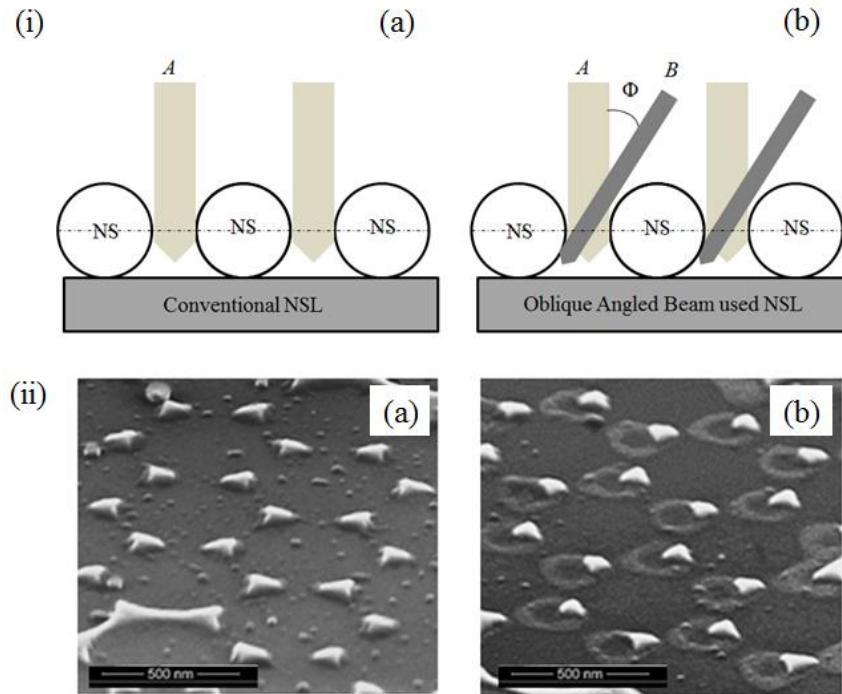 (i)
(a)
(b)
A
A
Φ
B
NS
NS
NS
NS
NS
NS
Conventional NSL
Oblique Angled Beam used NSL
(ii)
(a)
(b)
500 nm
500 nm